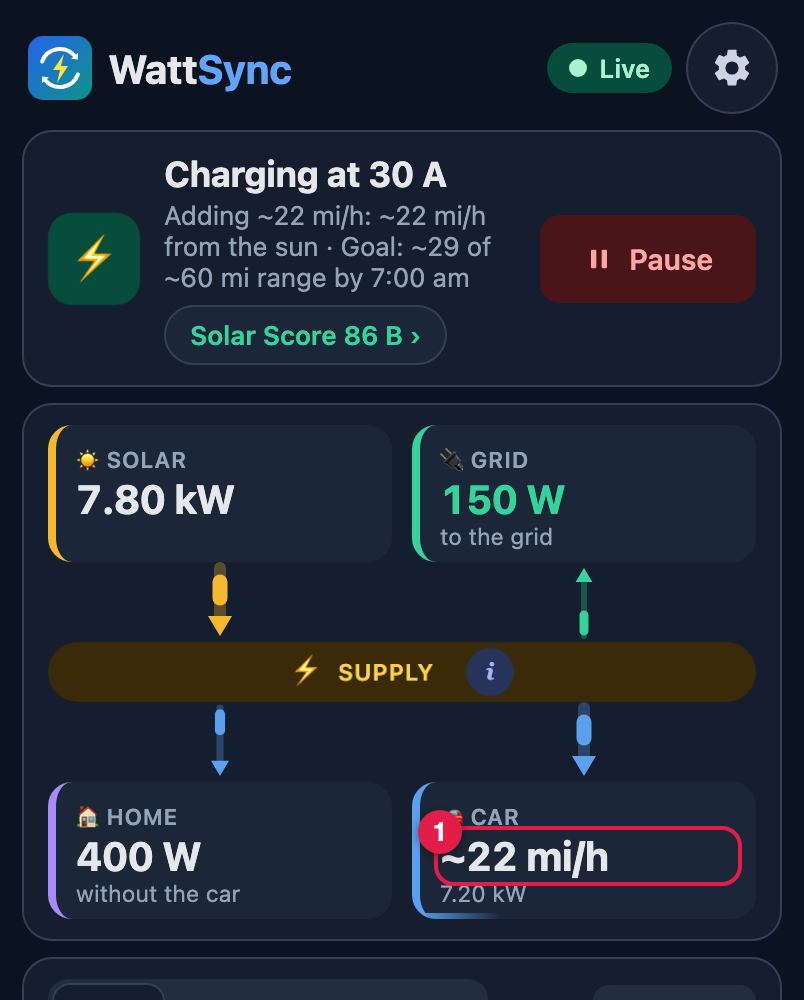 WattSync
Live
Charging at 30 A
Adding ~22 mi/h: ~22 mi/h
from the sun · Goal: ~29 of
~60 mi range by 7:00 am
Pause
Solar Score 86 B ›
SOLAR
7.80 kW
GRID
150 W
to the grid
SUPPLY
i
HOME
400 W
without the car
CAR
1
~22 mi/h
7.20 kW